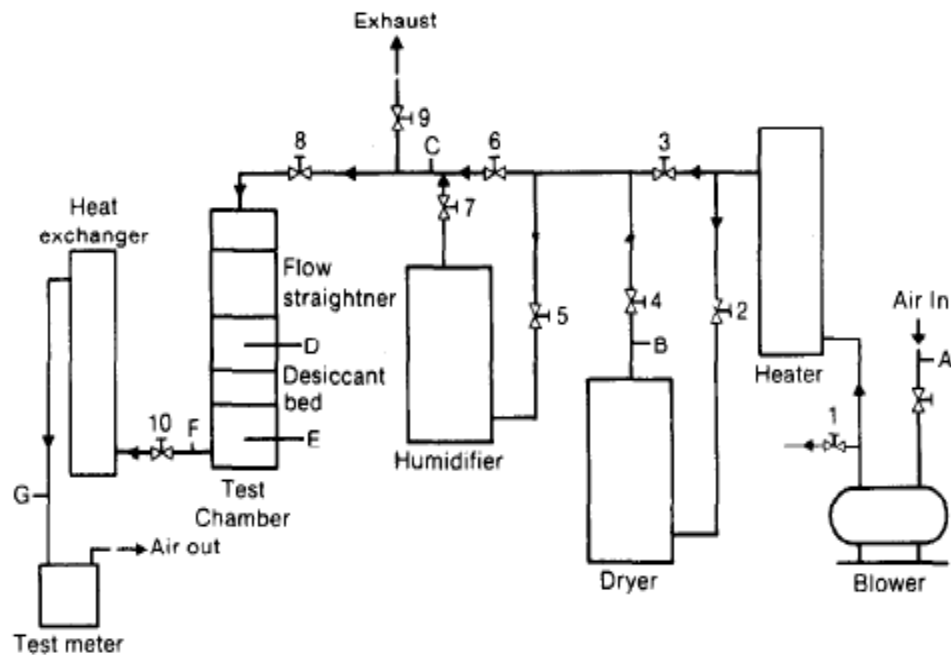 Exhaust
9
8
C
6
3
7
Heat
exchanger
Flow
straightner
5
4
2
Air In
B
A
D
Heater
Desiccant
bed
1
10
F
E
Humidifier
G
Test
Chamber
Air out
Dryer
Blower
Test meter